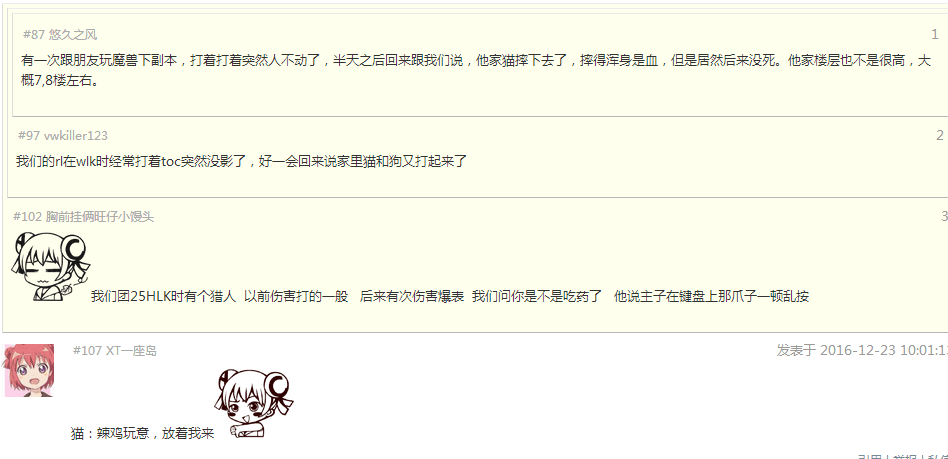 #87 悠久之风 1
有一次跟朋友玩魔兽下副本，打着打着突然人不动了，半天之后回来跟我们说，他家猫摔下去了，摔得浑身是血，但是居然后来没死。他家楼层也不是很高，大
概7,8楼左右。
#97 vwkiller123 2
我们的rl在wlk时经常打着toc突然没影了，好一会回来说家里猫和狗又打起来了
#102 胸前挂俩旺仔小馒头 3
我们团25HLK时有个猎人 以前伤害打的一般 后来有次伤害爆表 我们问你是不是吃药了 他说主子在键盘上那爪子一顿乱按
#107 XT一座岛 发表于 2016-12-23 10:01:1
猫：辣鸡玩意，放着我来